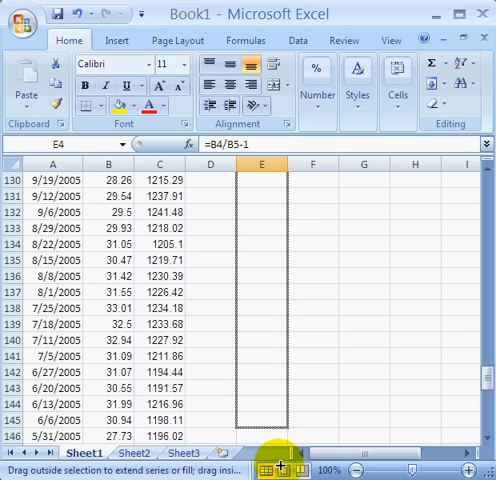 Book1 - Microsoft Excel
Home Insert Page Layout Formulas Data Review View
Paste
Calibri 11
B I U A A A
% Σ
Number Styles
Clipboard Font Alignment Editing
E4 fx =B4/B5-1
A B C D E F G H I
130 9/19/2005 28.26 1215.29
131 9/12/2005 29.54 1237.91
132 9/6/2005 29.5 1241.48
133 8/29/2005 29.93 1218.02
134 8/22/2005 31.05 1205.1
135 8/15/2005 30.47 1219.71
136 8/8/2005 31.42 1230.39
137 8/1/2005 31.55 1226.42
138 7/25/2005 33.01 1234.18
139 7/18/2005 32.5 1233.68
140 7/11/2005 32.94 1227.92
141 7/5/2005 31.09 1211.86
142 6/27/2005 31.07 1194.44
143 6/20/2005 30.55 1191.57
144 6/13/2005 31.99 1216.96
145 6/6/2005 30.94 1198.11
146 5/31/2005 27.73 1196.02
Sheet1 Sheet2 Sheet3
Drag outside selection to extend series or fill; drag insi... 100%